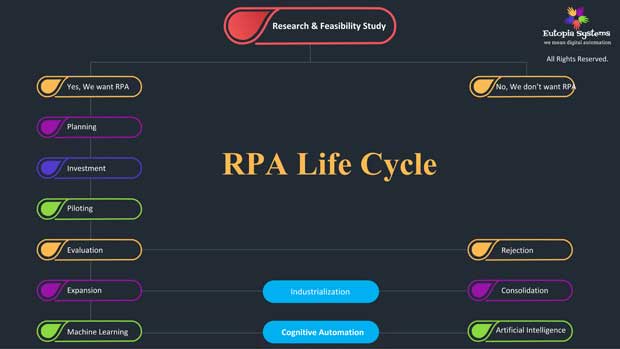 Research & Feasibility Study
Eutopia Systems
we mean digital automation
All Rights Reserved.
Yes, We want RPA
No, We don't want RPA
Planning
RPA Life Cycle
Investment
Piloting
Evaluation
Rejection
Expansion
Industrialization
Consolidation
Machine Learning
Cognitive Automation
Artificial Intelligence